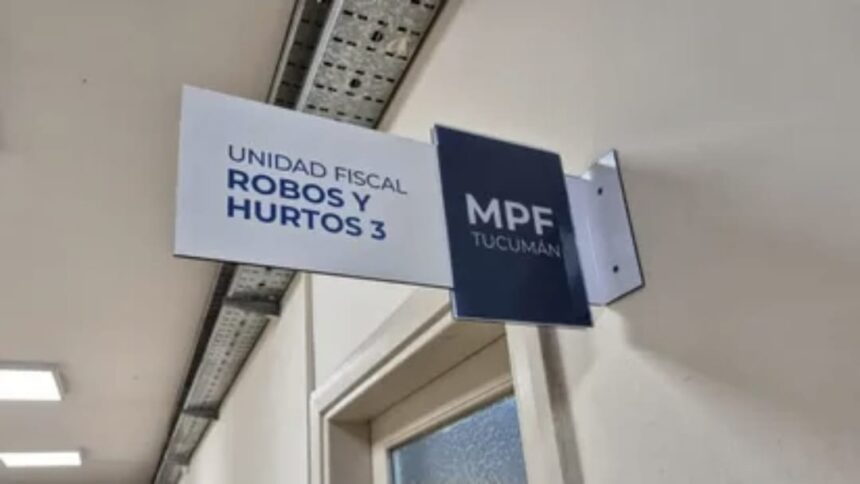 UNIDAD FISCAL
ROBOS Y
HURTOS 3
MPF
TUCUMÁN